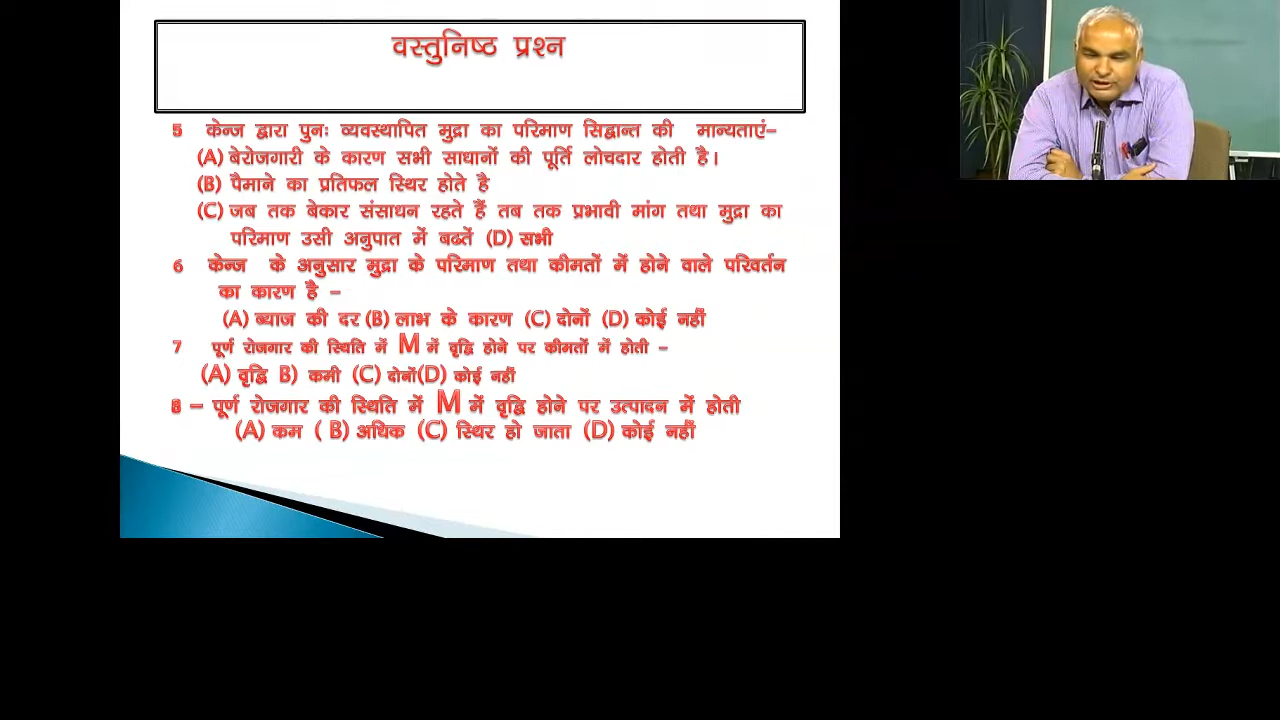 वस्तुनिष्ठ प्रश्न
5 केन्ज द्वारा पुनः व्यवस्थापित मुद्रा का परिमाण सिद्वान्त की मान्यताएं–
(A) बेरोजगारी के कारण सभी साधानों की पूर्ति लोचदार होती है।
(B) पैमाने का प्रतिफल स्थिर होते है
(C) जब तक बेकार संसाधन रहते हैं तब तक प्रभावी मांग तथा मुद्रा का
परिमाण उसी अनुपात में बढतें (D) सभी
6 केन्ज के अनुसार मुद्रा के परिमाण तथा कीमतों में होने वाले परिवर्तन
का कारण है –
(A) ब्याज की दर (B) लाभ के कारण (C) दोनों (D) कोई नहीं
7 पूर्ण रोजगार की स्थिति में M में वृद्वि होने पर कीमतों में होती –
(A) वृद्वि B) कमी (C) दोनों(D) कोई नहीं
8 – पूर्ण रोजगार की स्थिति में M में वृद्वि होने पर उत्पादन में होती
(A) कम ( B) अधिक (C) स्थिर हो जाता (D) कोई नहीं